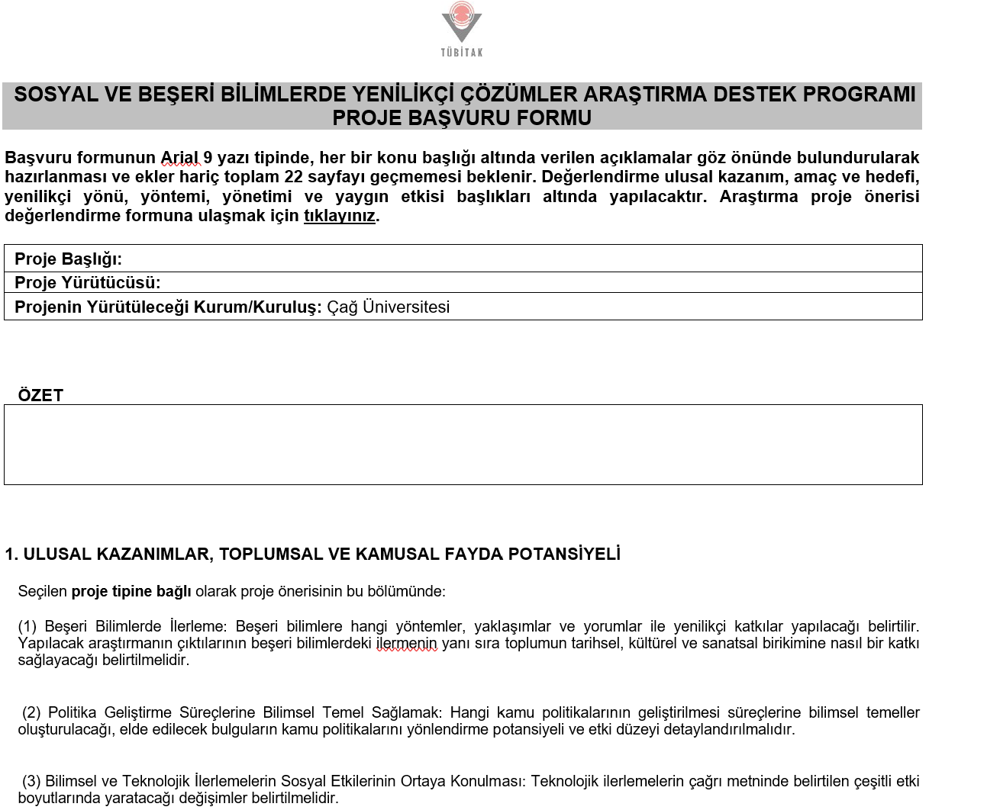 TÜBİTAK
SOSYAL VE BEŞERİ BİLİMLERDE YENİLİKÇİ ÇÖZÜMLER ARAŞTIRMA DESTEK PROGRAMI
PROJE BAŞVURU FORMU
Başvuru formunun Arial 9 yazı tipinde, her bir konu başlığı altında verilen açıklamalar göz önünde bulundurularak
hazırlanması ve ekler hariç toplam 22 sayfayı geçmemesi beklenir. Değerlendirme ulusal kazanım, amaç ve hedefi,
yenilikçi yönü, yöntemi, yönetimi ve yaygın etkisi başlıkları altında yapılacaktır. Araştırma proje önerisi
değerlendirme formuna ulaşmak için tıklayınız.
Proje Başlığı:
Proje Yürütücüsü:
Projenin Yürütüleceği Kurum/Kuruluş: Çağ Üniversitesi
ÖZET
1. ULUSAL KAZANIMLAR, TOPLUMSAL VE KAMUSAL FAYDA POTANSİYELİ
Seçilen proje tipine bağlı olarak proje önerisinin bu bölümünde:
(1) Beşeri Bilimlerde İlerleme: Beşeri bilimlere hangi yöntemler, yaklaşımlar ve yorumlar ile yenilikçi katkılar yapılacağı belirtilir.
Yapılacak araştırmanın çıktılarının beşeri bilimlerdeki ilermenin yanı sıra toplumun tarihsel, kültürel ve sanatsal birikimine nasıl bir katkı
sağlayacağı belirtilmelidir.
(2) Politika Geliştirme Süreçlerine Bilimsel Temel Sağlamak: Hangi kamu politikalarının geliştirilmesi süreçlerine bilimsel temeller
oluşturulacağı, elde edilecek bulguların kamu politikalarını yönlendirme potansiyeli ve etki düzeyi detaylandırılmalıdır.
(3) Bilimsel ve Teknolojik İlerlemelerin Sosyal Etkilerinin Ortaya Konulması: Teknolojik ilerlemelerin çağrı metninde belirtilen çeşitli etki
boyutlarında yaratacağı değişimler belirtilmelidir.